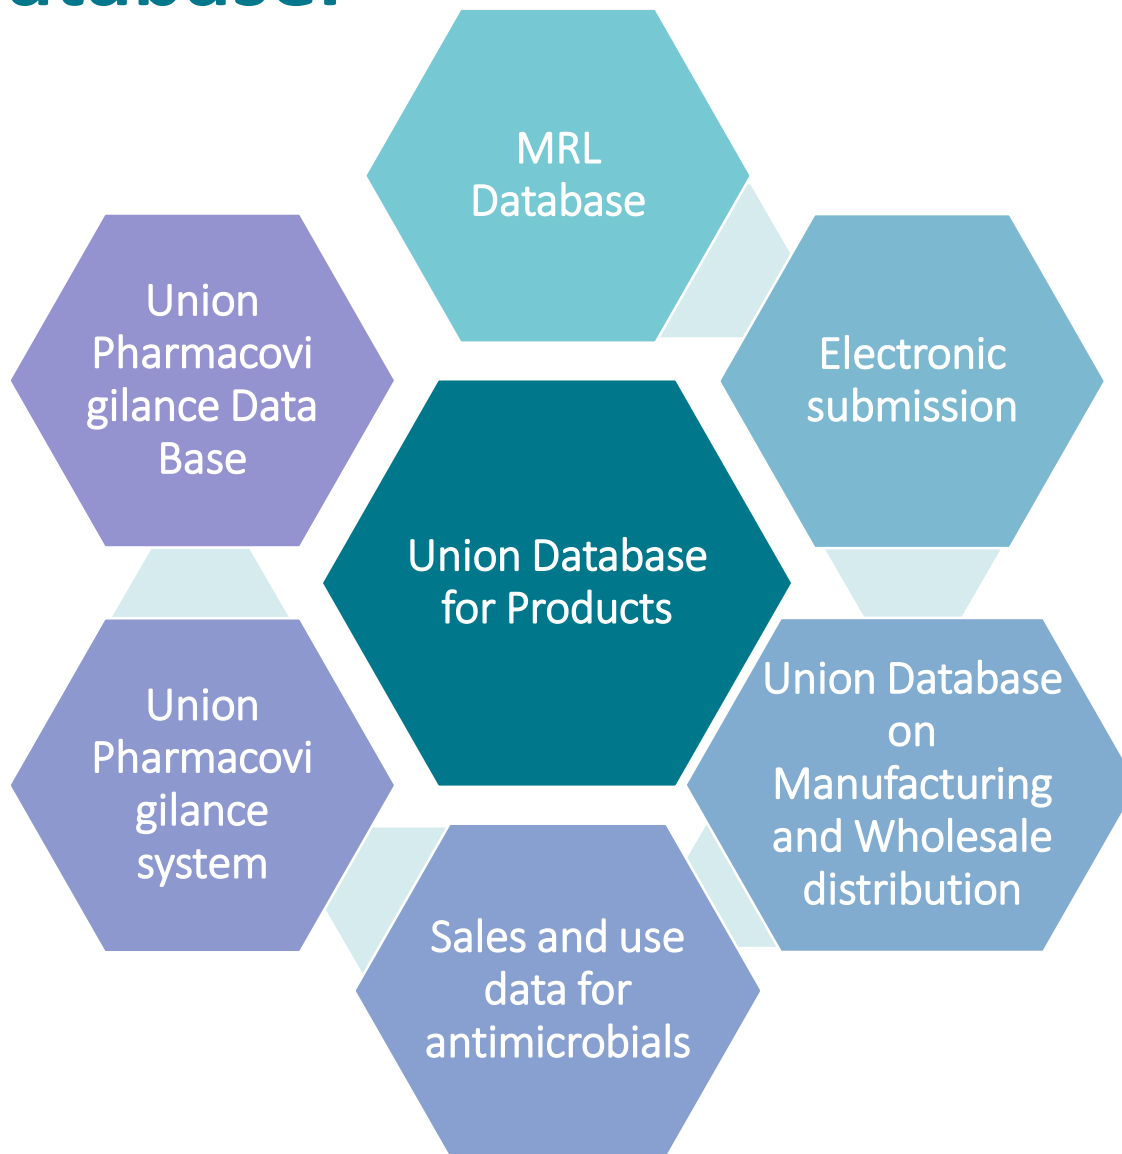 MRL
Database
Electronic
submission
Union Database
on
Manufacturing
and Wholesale
distribution
Sales and use
data for
antimicrobials
Union
Pharmacovi
gilance
system
Union
Pharmacovi
gilance Data
Base
Union Database
for Products